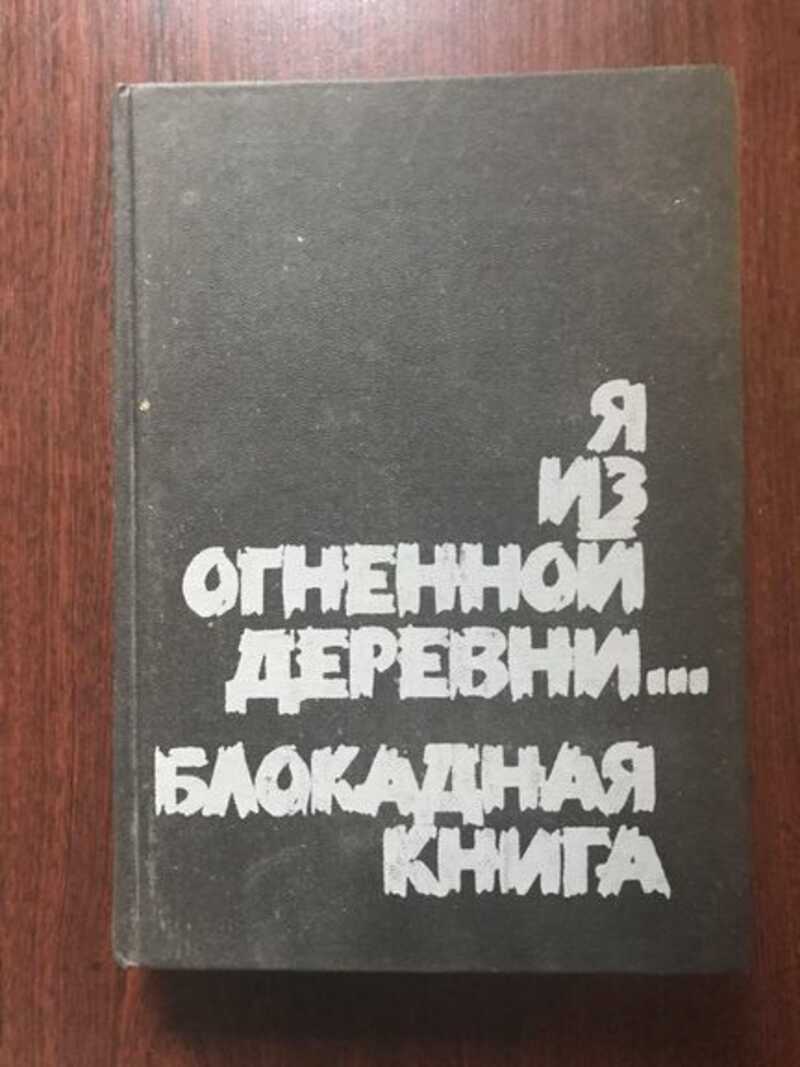 Я
ИЗ
ОГНЕННОЙ
ДЕРЕВНИ...
БЛОКАДНАЯ
КНИГА